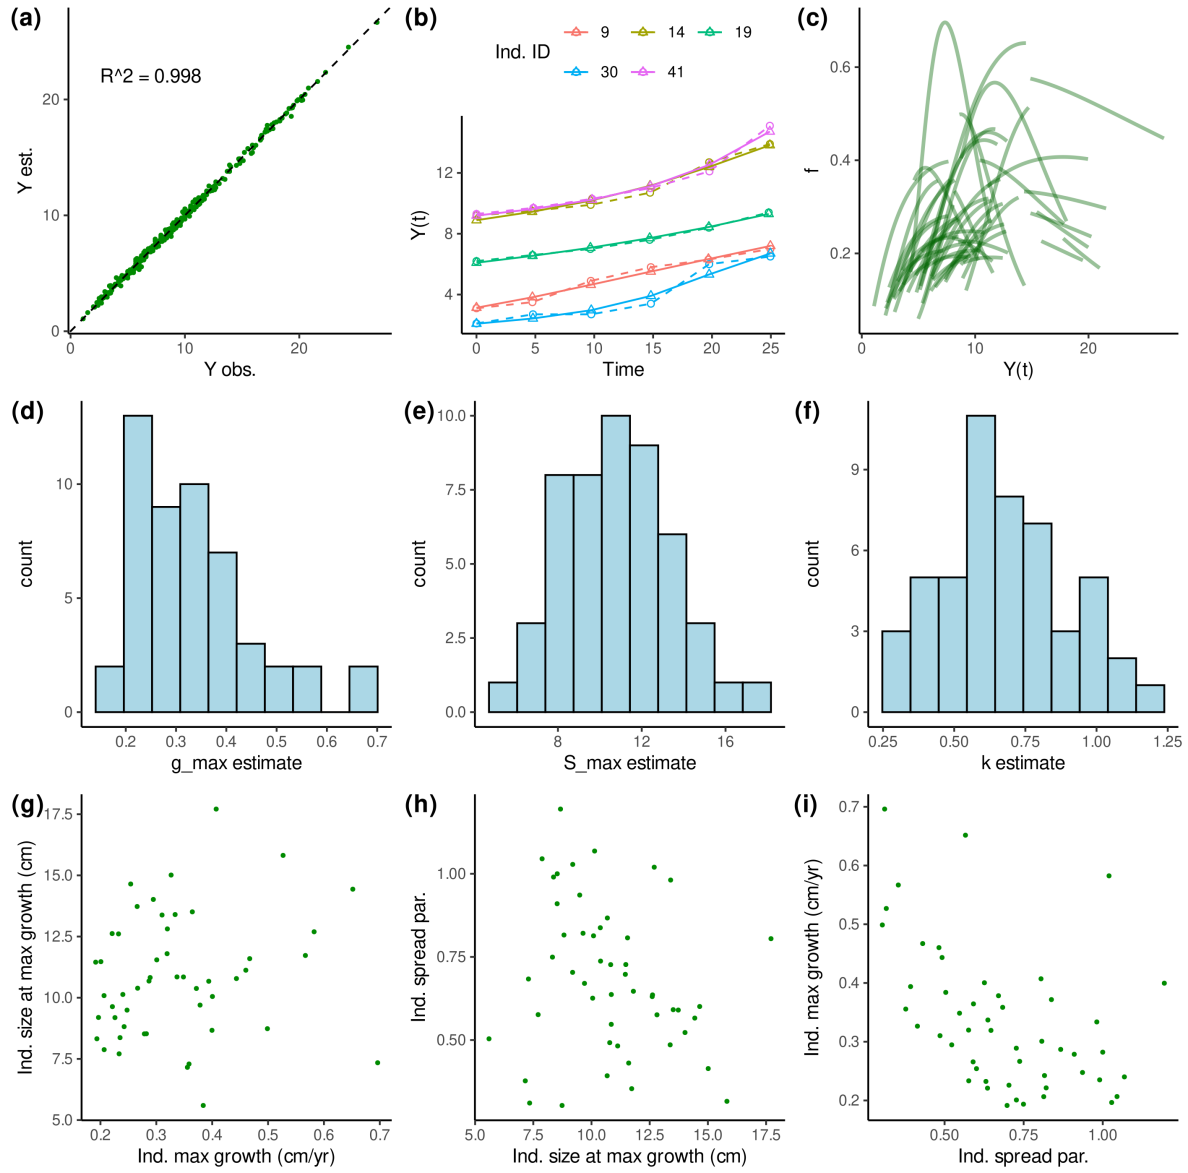 (a)
R^2 = 0.998
Y est.
20
10
0
0 10 20
Y obs.
(b)
Ind. ID
9 14 19
30 41
Y(t)
12
8
4
0 5 10 15 20 25
Time
(c)
f
0.6
0.4
0.2
0 10 20
Y(t)
(d)
count
10
5
0
0.2 0.3 0.4 0.5 0.6 0.7
g_max estimate
(e)
count
10.0
7.5
5.0
2.5
0.0
8 12 16
S_max estimate
(f)
count
9
6
3
0
0.25 0.50 0.75 1.00 1.25
k estimate
(g)
Ind. size at max growth (cm)
17.5
15.0
12.5
10.0
7.5
5.0
0.2 0.3 0.4 0.5 0.6 0.7
Ind. max growth (cm/yr)
(h)
Ind. spread par.
1.00
0.75
0.50
5.0 7.5 10.0 12.5 15.0 17.5
Ind. size at max growth (cm)
(i)
Ind. max growth (cm/yr)
0.7
0.6
0.5
0.4
0.3
0.2
0.50 0.75 1.00
Ind. spread par.